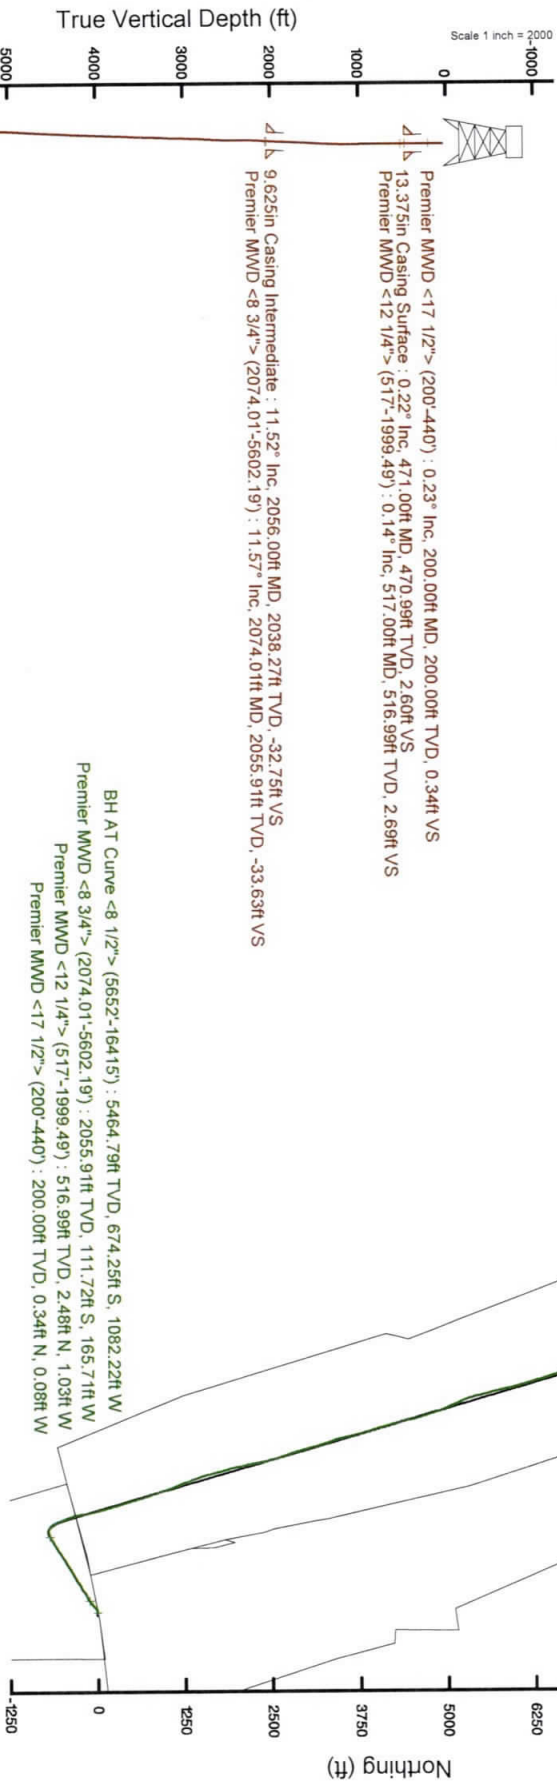 True Vertical Depth (ft)
Scale 1 inch = 2000
-1000
0
1000
2000
3000
4000
5000
Premier MWD <17 1/2"> (200'-440') : 0.23° Inc, 200.00ft MD, 200.00ft TVD, 0.34ft VS
13.375in Casing Surface : 0.22° Inc, 471.00ft MD, 470.99ft TVD, 2.60ft VS
Premier MWD <12 1/4"> (517'-1999.49') : 0.14° Inc, 517.00ft MD, 516.99ft TVD, 2.69ft VS
9.625in Casing Intermediate : 11.52° Inc, 2056.00ft MD, 2038.27ft TVD, -32.75ft VS
Premier MWD <8 3/4"> (2074.01'-5602.19') : 11.57° Inc, 2074.01ft MD, 2055.91ft TVD, -33.63ft VS
BH AT Curve <8 1/2"> (5652'-16415') : 5464.79ft TVD, 674.25ft S, 1082.22ft W
Premier MWD <8 3/4"> (2074.01'-5602.19') : 2055.91ft TVD, 111.72ft S, 165.71ft W
Premier MWD <12 1/4"> (517'-1999.49') : 516.99ft TVD, 2.48ft N, 1.03ft W
Premier MWD <17 1/2"> (200'-440') : 200.00ft TVD, 0.34ft N, 0.08ft W
6250
5000
3750
2500
1250
0
-1250
Northing (ft)